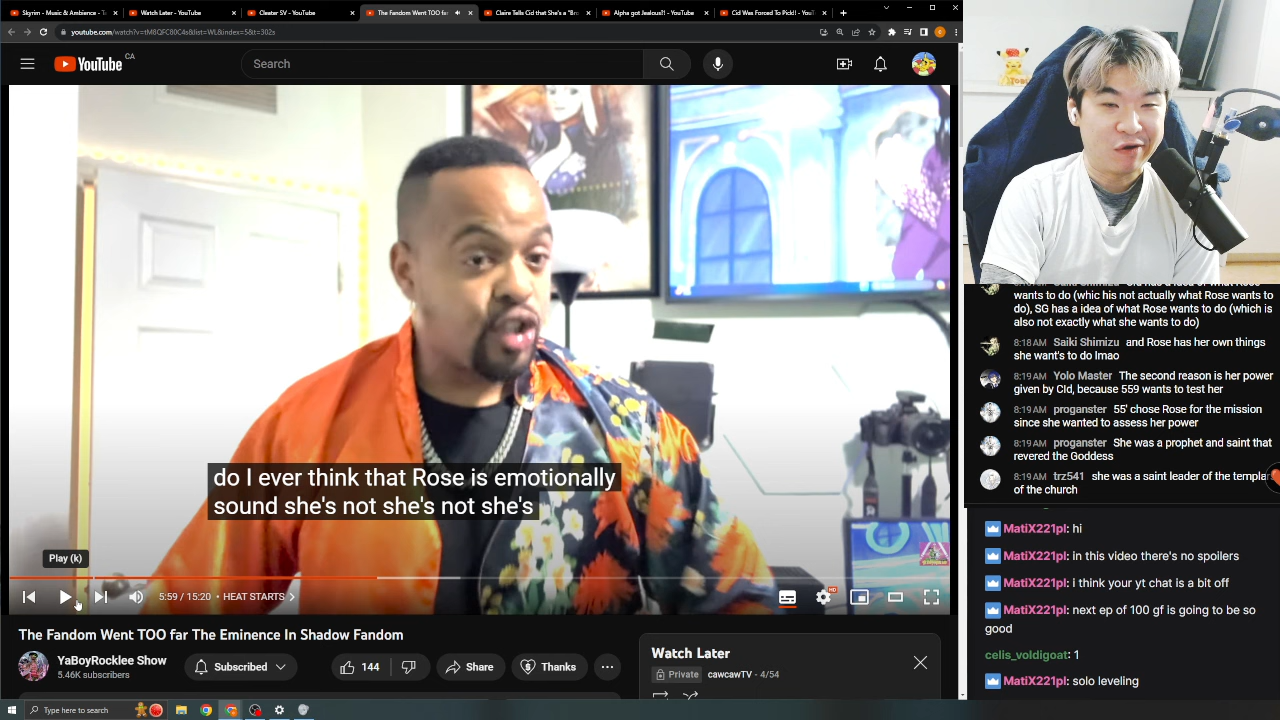 Skyrim - Music & Ambience - T
Watch Later - YouTube
Cleater SV - YouTube
The Fandom Went TOO far
Claire Tells Cid that She's a "Br
Alpha got Jealous!! - YouTube
Cid Was Forced To Pick!! - YouT
youtube.com/watch?v=tM8QFC80C4s&list=WL&index=5&t=302s
YouTube CA
Search
do I ever think that Rose is emotionally
sound she's not she's not she's
Play (k)
5:59 / 15:20 • HEAT STARTS
HD
The Fandom Went TOO far The Eminence In Shadow Fandom
YaBoyRocklee Show
5.46K subscribers
Subscribed
144
Share
Thanks
Watch Later
Private cawcawTV - 4/54
Type here to search
wants to do (whic his not actually what Rose wants to
do), SG has a idea of what Rose wants to do (which is
also not exactly what she wants to do)
8:18 AM Saiki Shimizu and Rose has her own things
she want's to do lmao
8:19 AM Yolo Master The second reason is her power
given by CId, because 559 wants to test her
8:19 AM proganster 55' chose Rose for the mission
since she wanted to assess her power
8:19 AM proganster She was a prophet and saint that
revered the Goddess
8:19 AM trz541 she was a saint leader of the templa
of the church
MatiX221pl: hi
MatiX221pl: in this video there's no spoilers
MatiX221pl: i think your yt chat is a bit off
MatiX221pl: next ep of 100 gf is going to be so
good
celis_voldigoat: 1
MatiX221pl: solo leveling